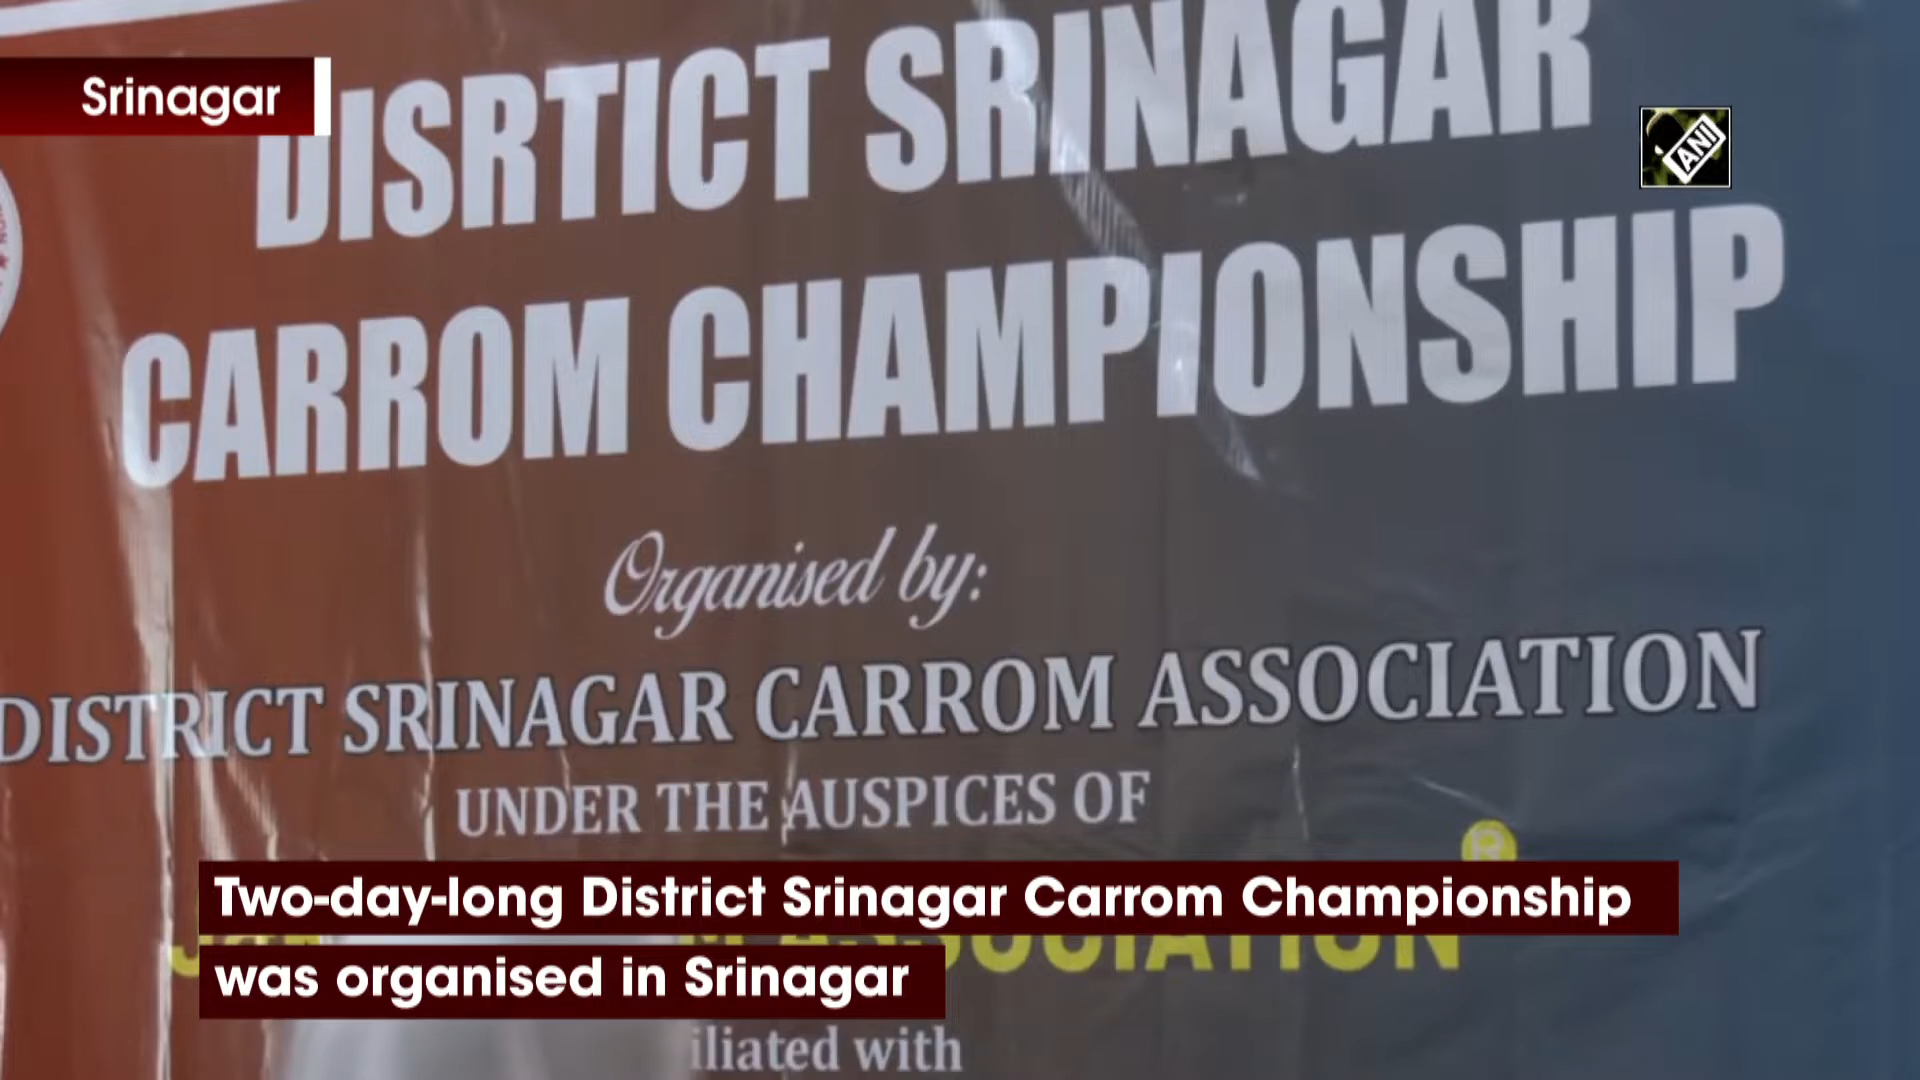 Srinagar
DISRTICT SRINAGAR
ANI
CARROM CHAMPIONSHIP
Organised by:
DISTRICT SRINAGAR CARROM ASSOCIATION
UNDER THE AUSPICES OF
®
Two-day-long District Srinagar Carrom Championship
was organised in Srinagar
with